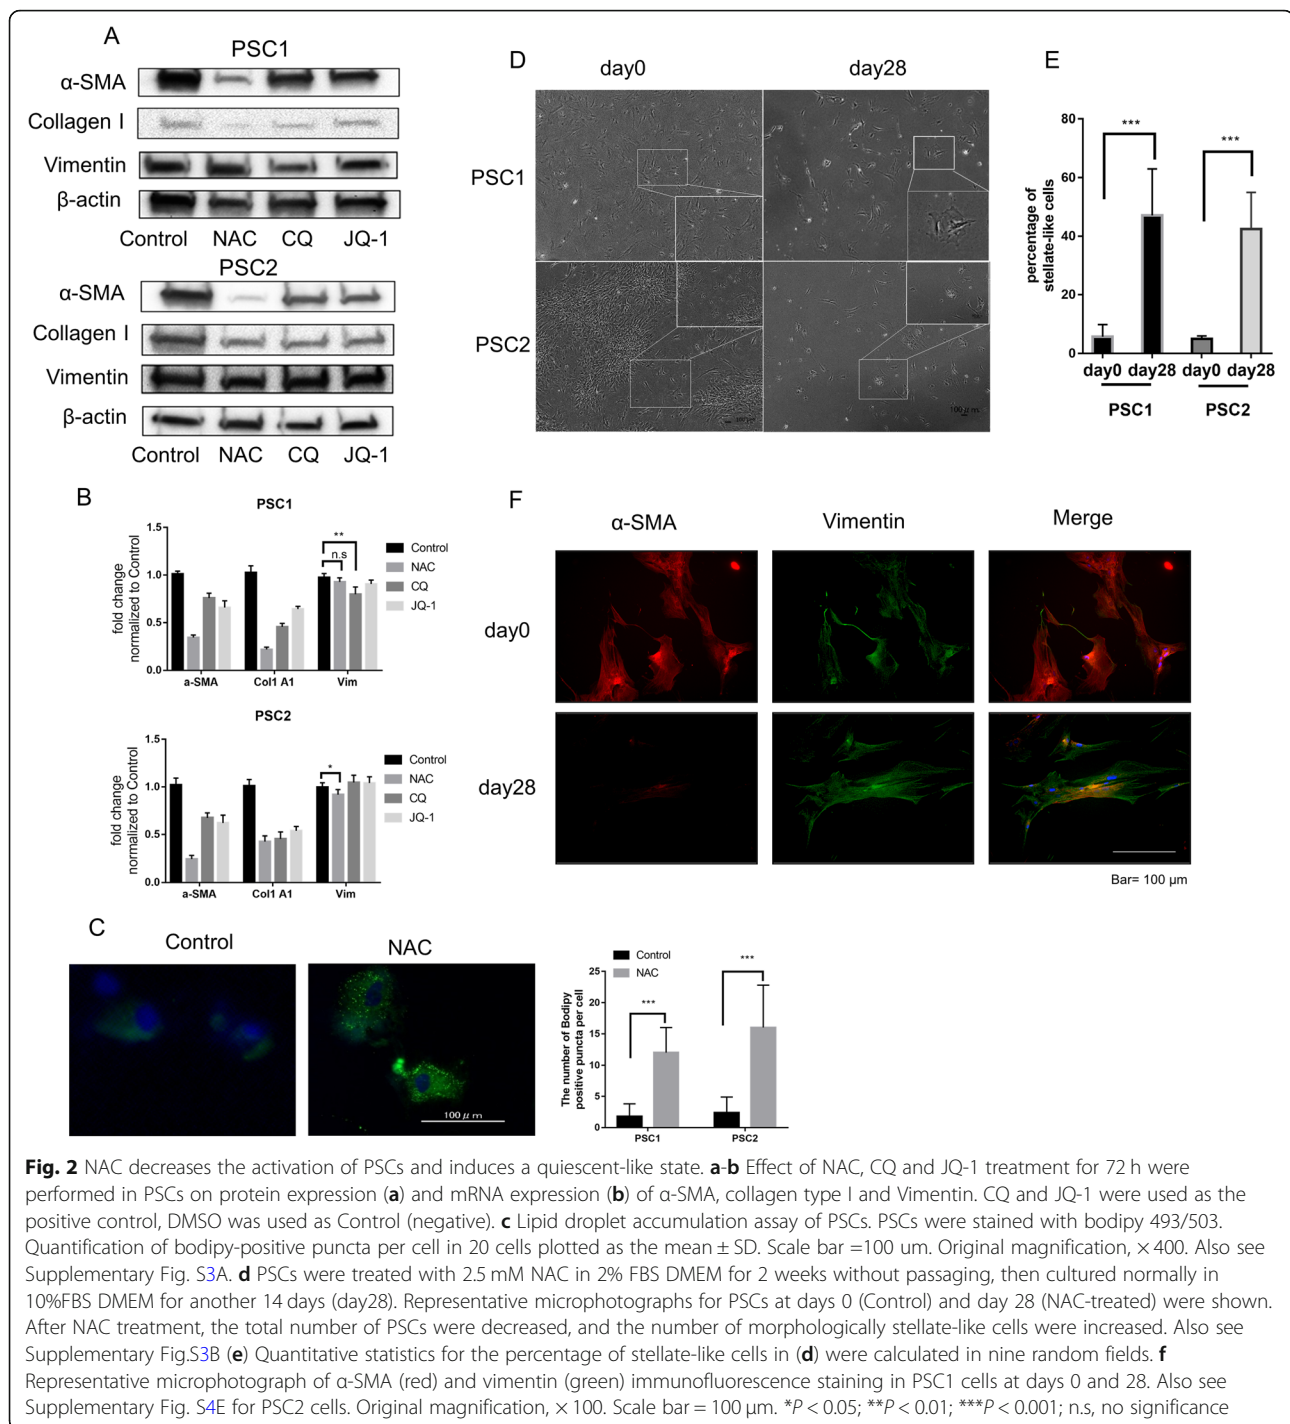 A
PSC1
α-SMA
Collagen I
Vimentin
β-actin
Control NAC CQ JQ-1
PSC2
α-SMA
Collagen I
Vimentin
β-actin
Control NAC CQ JQ-1
D
day0 day28
PSC1
PSC2
100 μm
E
percentage of
stellate-like cells
80
60
40
20
0
*** ***
day0 day28 day0 day28
PSC1 PSC2
B
PSC1
fold change
normalized to Control
1.5
1.0
0.5
0.0
**
n.s
Control
NAC
CQ
JQ-1
a-SMA Col1 A1 Vim
PSC2
fold change
normalized to Control
1.5
1.0
0.5
0.0
*
Control
NAC
CQ
JQ-1
a-SMA Col1 A1 Vim
F
α-SMA Vimentin Merge
day0
day28
Bar= 100 μm
C
Control NAC
100 μm
Control
NAC
The number of Bodipy
positive puncta per cell
25
20
15
10
5
0
*** ***
PSC1 PSC2
Fig. 2 NAC decreases the activation of PSCs and induces a quiescent-like state. a-b Effect of NAC, CQ and JQ-1 treatment for 72 h were
performed in PSCs on protein expression (a) and mRNA expression (b) of α-SMA, collagen type I and Vimentin. CQ and JQ-1 were used as the
positive control, DMSO was used as Control (negative). c Lipid droplet accumulation assay of PSCs. PSCs were stained with bodipy 493/503.
Quantification of bodipy-positive puncta per cell in 20 cells plotted as the mean ± SD. Scale bar =100 um. Original magnification, × 400. Also see
Supplementary Fig. S3A. d PSCs were treated with 2.5 mM NAC in 2% FBS DMEM for 2 weeks without passaging, then cultured normally in
10%FBS DMEM for another 14 days (day28). Representative microphotographs for PSCs at days 0 (Control) and day 28 (NAC-treated) were shown.
After NAC treatment, the total number of PSCs were decreased, and the number of morphologically stellate-like cells were increased. Also see
Supplementary Fig.S3B (e) Quantitative statistics for the percentage of stellate-like cells in (d) were calculated in nine random fields. f
Representative microphotograph of α-SMA (red) and vimentin (green) immunofluorescence staining in PSC1 cells at days 0 and 28. Also see
Supplementary Fig. S4E for PSC2 cells. Original magnification, × 100. Scale bar = 100 μm. *P < 0.05; **P < 0.01; ***P < 0.001; n.s, no significance